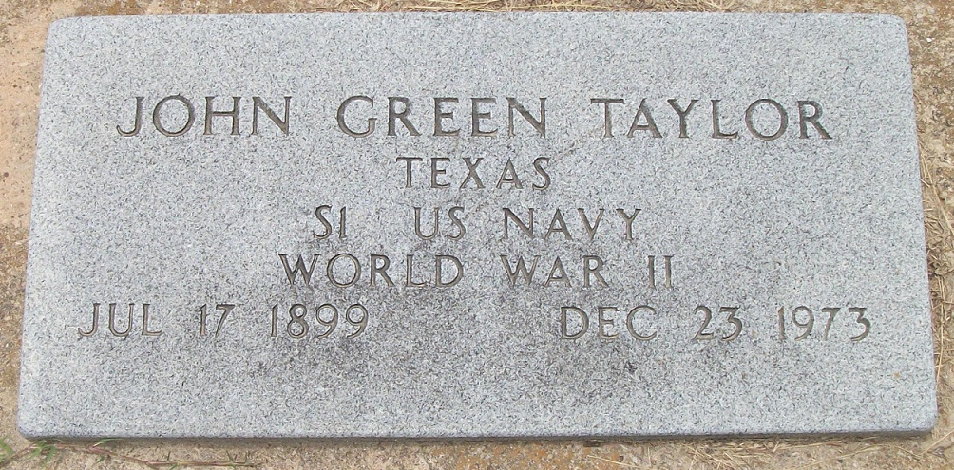 JOHN GREEN TAYLOR
TEXAS
S1 US NAVY
WORLD WAR II
JUL 17 1899 DEC 23 1973